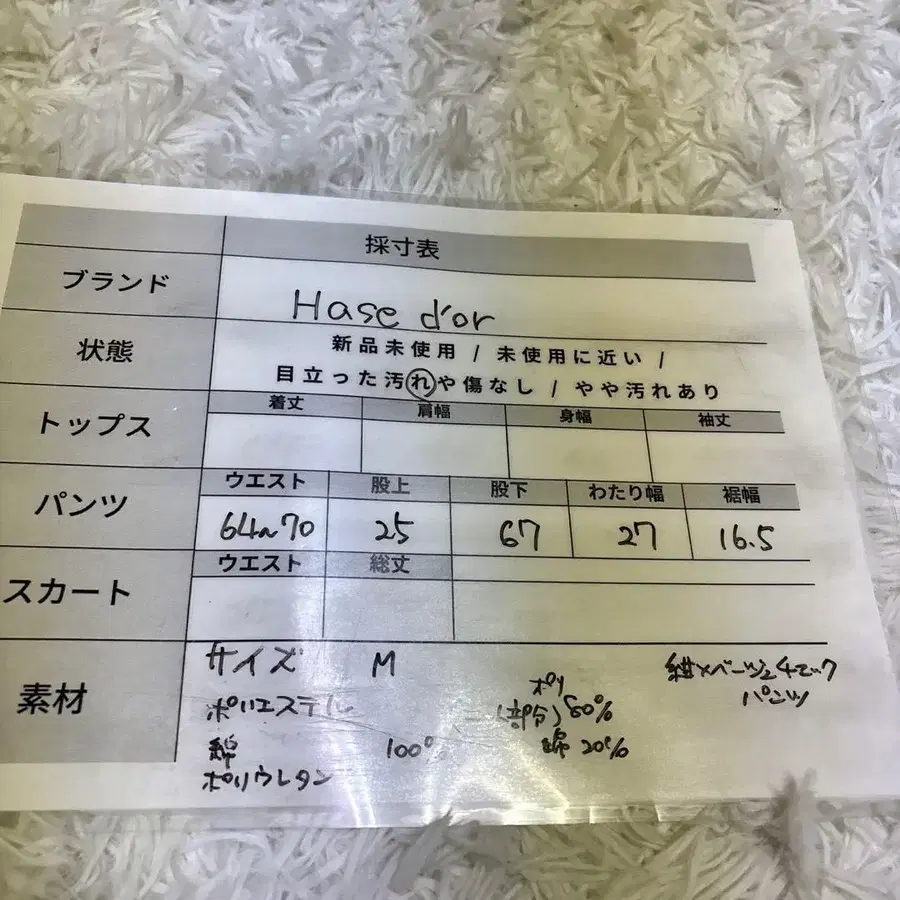 採寸表
ブランド
Hase d'or
状態
新品未使用 / 未使用に近い /
目立った汚れや傷なし / やや汚れあり
トップス
着丈 肩幅 身幅 袖丈
パンツ
ウエスト 股上 股下 わたり幅 裾幅
64~70 25 67 27 16.5
スカート
ウエスト 総丈
素材
サイズ M
ポリエステル
綿 100%
ポリウレタン
ポリ
(部分) 80%
綿 20%
紺×ベージュチェック
パンツ